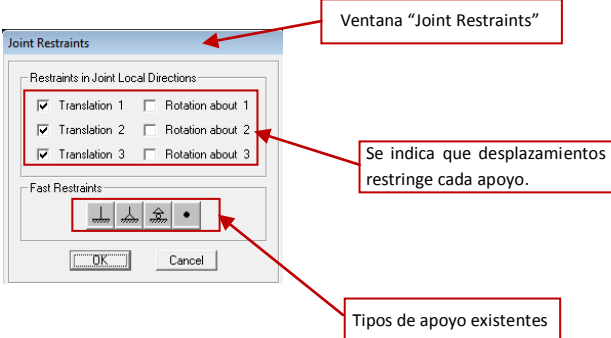 Ventana “Joint Restraints”
Joint Restraints
Restraints in Joint Local Directions
Translation 1 Rotation about 1
Translation 2 Rotation about 2
Translation 3 Rotation about 3
Se indica que desplazamientos
restringe cada apoyo.
Fast Restraints
OK Cancel
Tipos de apoyo existentes